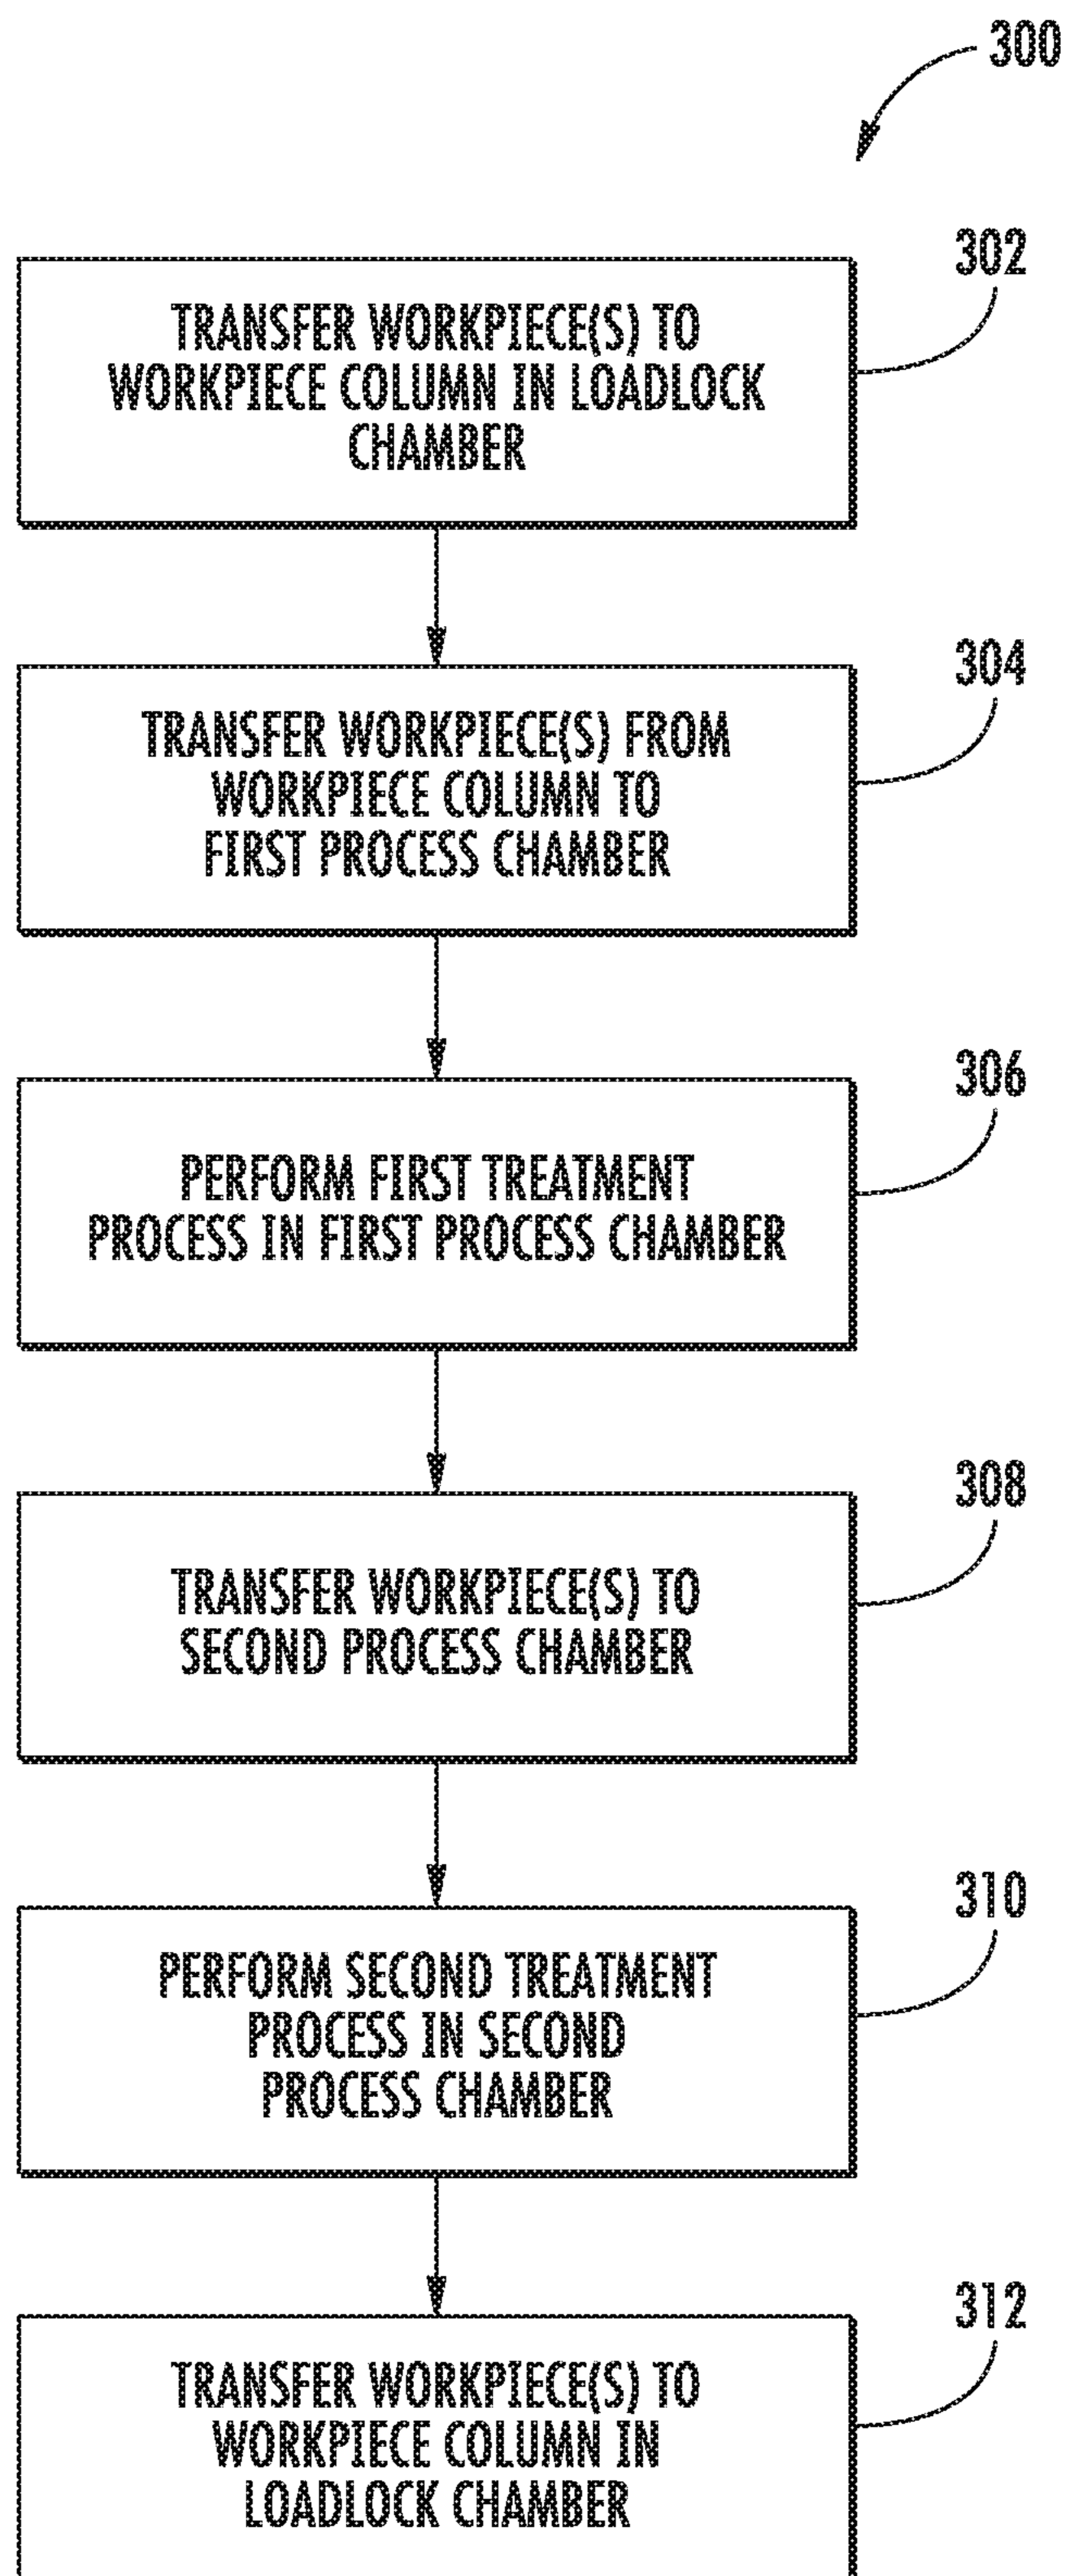 300
302
TRANSFER WORKPIECE(S) TO
WORKPIECE COLUMN IN LOADLOCK
CHAMBER
304
TRANSFER WORKPIECE(S) FROM
WORKPIECE COLUMN TO
FIRST PROCESS CHAMBER
306
PERFORM FIRST TREATMENT
PROCESS IN FIRST PROCESS CHAMBER
308
TRANSFER WORKPIECE(S) TO
SECOND PROCESS CHAMBER
310
PERFORM SECOND TREATMENT
PROCESS IN SECOND
PROCESS CHAMBER
312
TRANSFER WORKPIECE(S) TO
WORKPIECE COLUMN IN
LOADLOCK CHAMBER